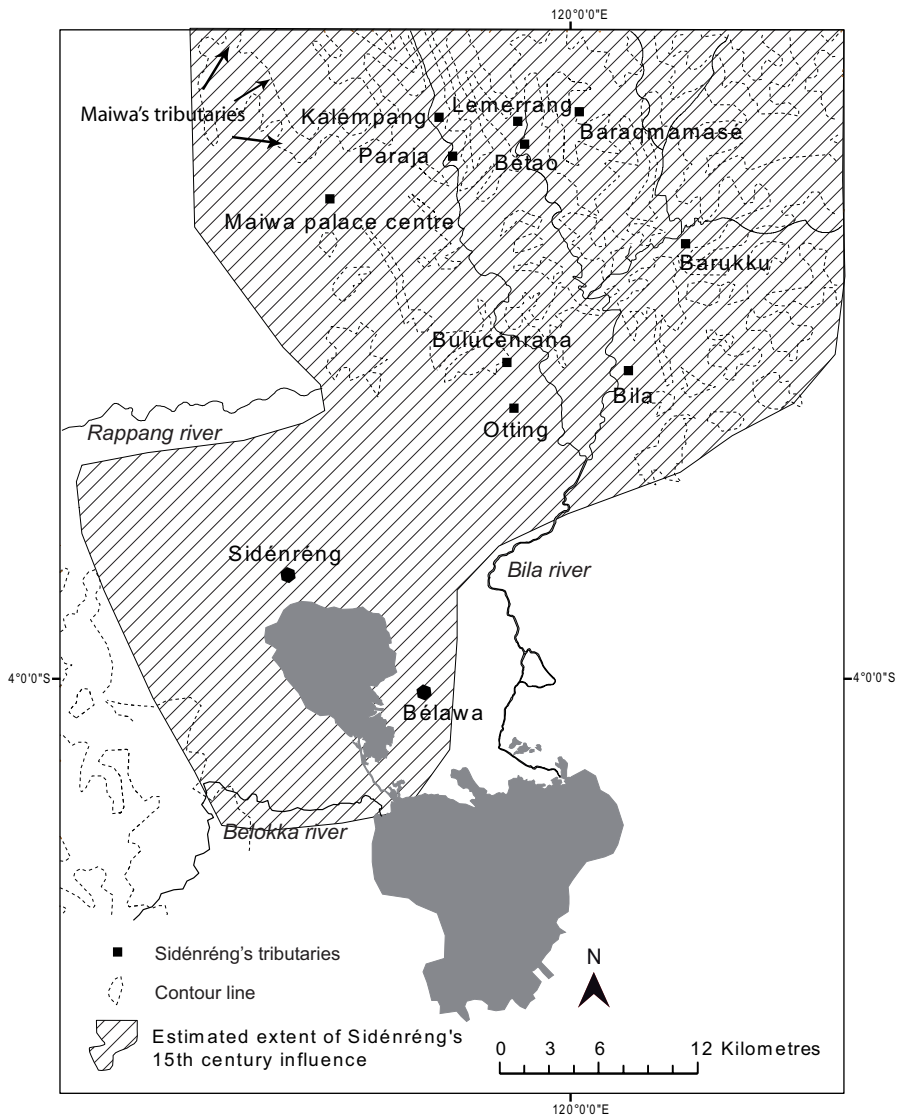 120°0'0"E
Maiwa's tributaries
Kalémpang
Lemerrang
Baraqmamasé
Paraja
Bétao
Maiwa palace centre
Barukku
Bulucénrana
Bila
Otting
Rappang river
Sidénréng
Bila river
4°0'0"S
4°0'0"S
Bélawa
Belokka river
Sidénréng's tributaries
Contour line
Estimated extent of Sidénréng's
15th century influence
N
0 3 6 12 Kilometres
120°0'0"E